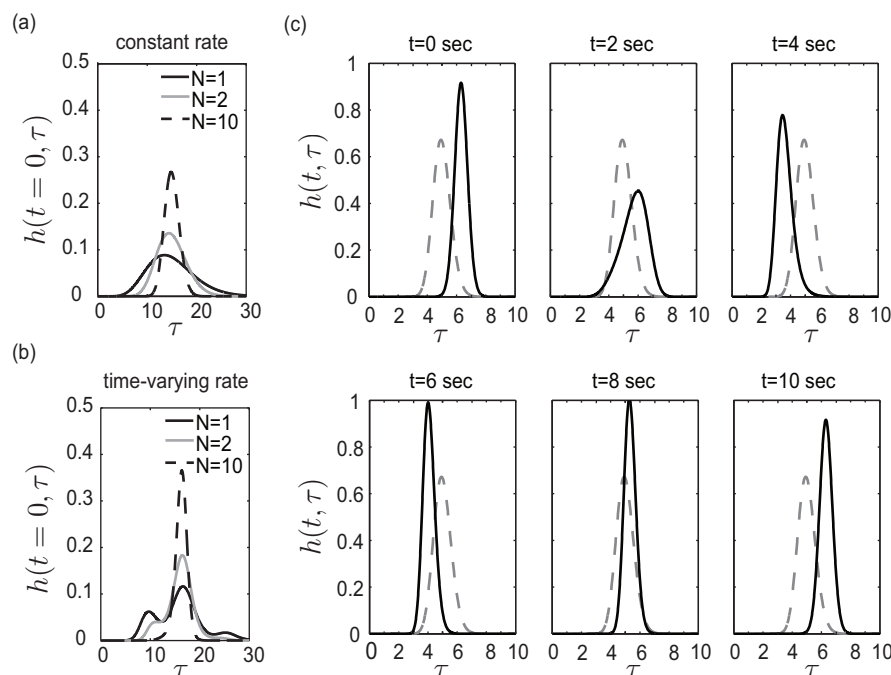 (a)
constant rate
0.5
0.4
0.3
0.2
0.1
0
h(t = 0, τ)
N=1
N=2
N=10
0 10 20 30
τ
(b)
time-varying rate
0.5
0.4
0.3
0.2
0.1
0
h(t = 0, τ)
N=1
N=2
N=10
0 10 20 30
τ
(c)
t=0 sec
t=2 sec
t=4 sec
1
0.8
0.6
0.4
0.2
0
h(t, τ)
0 2 4 6 8 10
τ
0 2 4 6 8 10
τ
0 2 4 6 8 10
τ
t=6 sec
t=8 sec
t=10 sec
1
0.8
0.6
0.4
0.2
0
h(t, τ)
0 2 4 6 8 10
τ
0 2 4 6 8 10
τ
0 2 4 6 8 10
τ